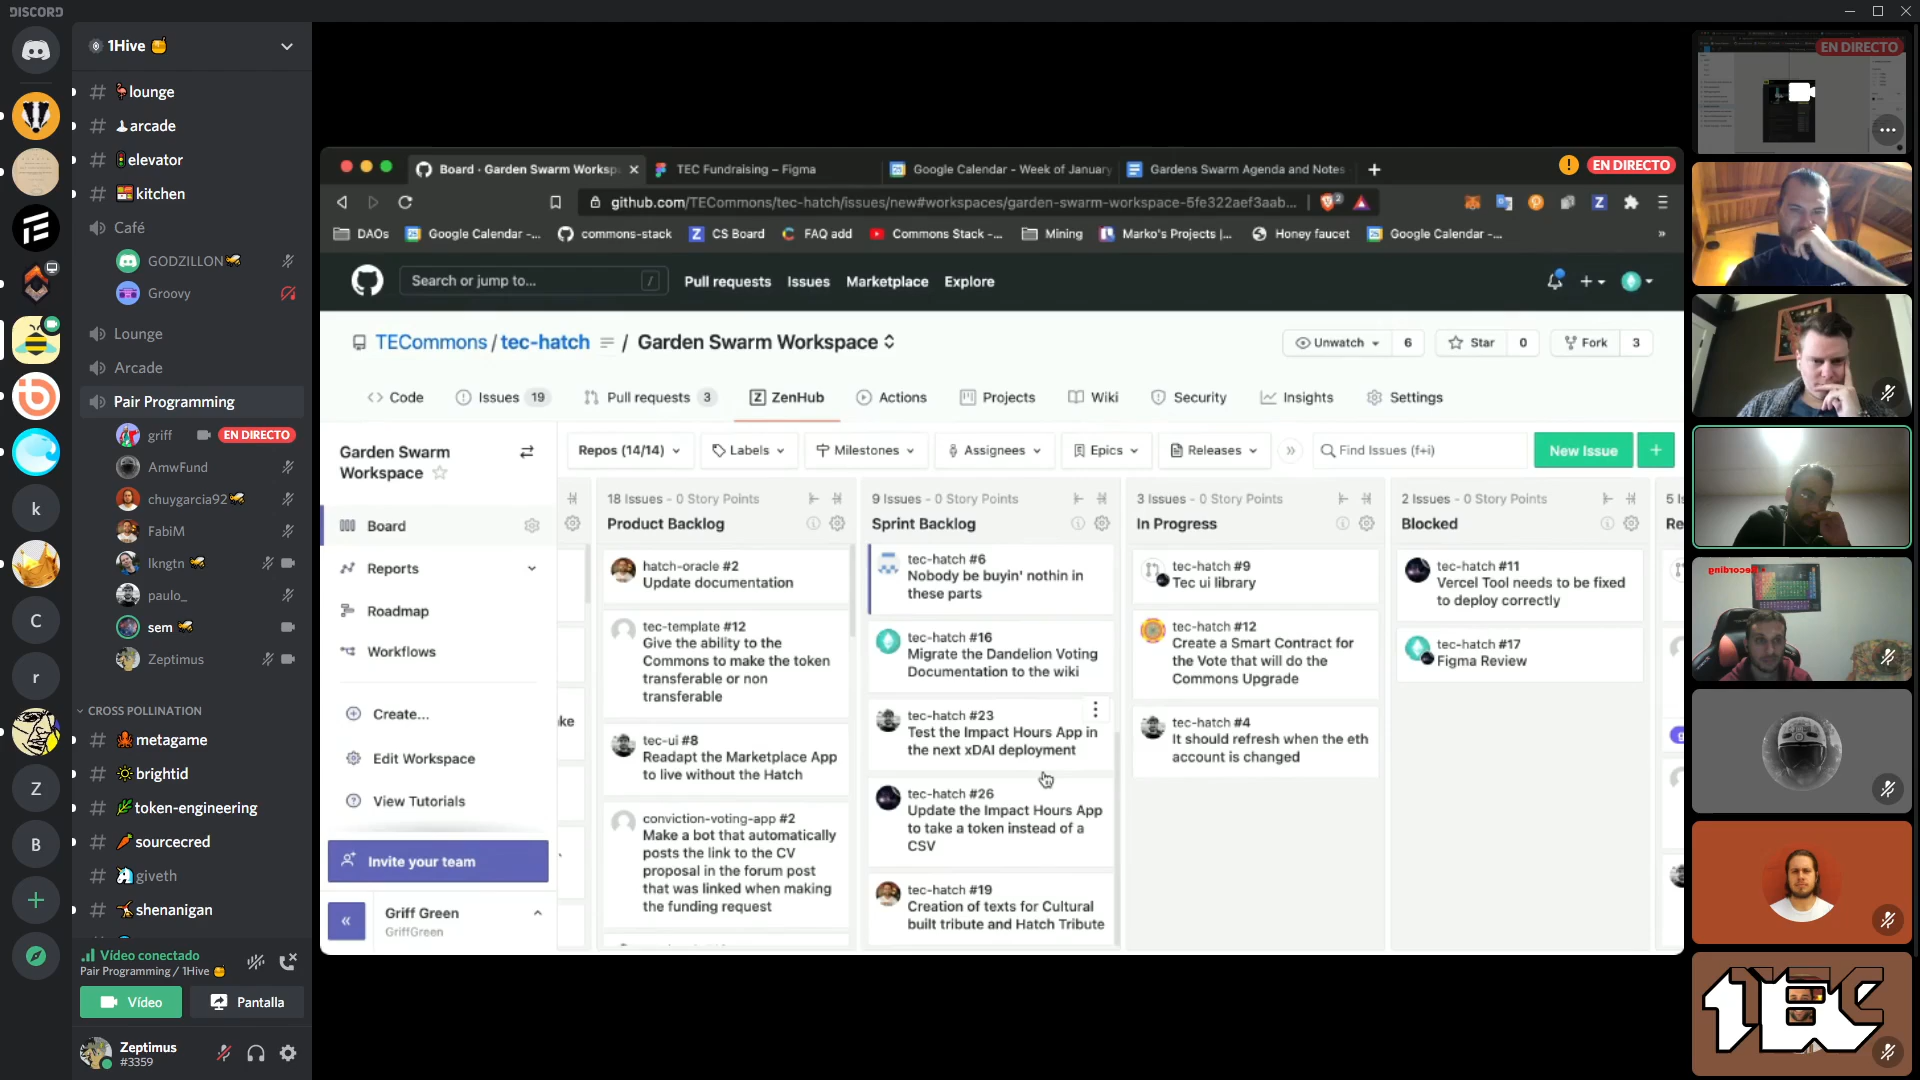 DISCORD
1Hive
lounge
arcade
elevator
kitchen
Café
GODZILLON
Groovy
Lounge
Arcade
Pair Programming
griff EN DIRECTO
AmwFund
chuygarcia92
FabiM
lkngtn
paulo_
sem
Zeptimus
CROSS POLLINATION
metagame
brightid
token-engineering
sourcecred
giveth
shenanigan
k
C
r
Z
B
Vídeo conectado
Pair Programming / 1Hive
Vídeo Pantalla
Zeptimus
#3359
Board · Garden Swarm Worksp
TEC Fundraising – Figma
Google Calendar - Week of January
Gardens Swarm Agenda and Notes
EN DIRECTO
github.com/TECommons/tec-hatch/issues/new#workspaces/garden-swarm-workspace-5fe322aef3aab...
2
DAOs Google Calendar -... commons-stack CS Board FAQ add Commons Stack -... Mining Marko's Projects |... Honey faucet Google Calendar -... »
Search or jump to... / Pull requests Issues Marketplace Explore
TECommons / tec-hatch / Garden Swarm Workspace
Unwatch 6 Star 0 Fork 3
Code Issues 19 Pull requests 3 ZenHub Actions Projects Wiki Security Insights Settings
Garden Swarm
Workspace
Repos (14/14) Labels Milestones Assignees Epics Releases » Find Issues (f+i) New Issue +
Board
Reports
Roadmap
Workflows
Create...
Edit Workspace
View Tutorials
Invite your team
«
Griff Green
GriffGreen
ke
18 Issues - 0 Story Points
Product Backlog
hatch-oracle #2
Update documentation
tec-template #12
Give the ability to the
Commons to make the token
transferable or non
transferable
tec-ui #8
Readapt the Marketplace App
to live without the Hatch
conviction-voting-app #2
Make a bot that automatically
posts the link to the CV
proposal in the forum post
that was linked when making
the funding request
9 Issues - 0 Story Points
Sprint Backlog
tec-hatch #6
Nobody be buyin' nothin in
these parts
tec-hatch #16
Migrate the Dandelion Voting
Documentation to the wiki
tec-hatch #23
Test the Impact Hours App in
the next xDAI deployment
tec-hatch #26
Update the Impact Hours App
to take a token instead of a
CSV
tec-hatch #19
Creation of texts for Cultural
built tribute and Hatch Tribute
3 Issues - 0 Story Points
In Progress
tec-hatch #9
Tec ui library
tec-hatch #12
Create a Smart Contract for
the Vote that will do the
Commons Upgrade
tec-hatch #4
It should refresh when the eth
account is changed
2 Issues - 0 Story Points
Blocked
tec-hatch #11
Vercel Tool needs to be fixed
to deploy correctly
tec-hatch #17
Figma Review
5 I
Re
EN DIRECTO
Recording
TEC